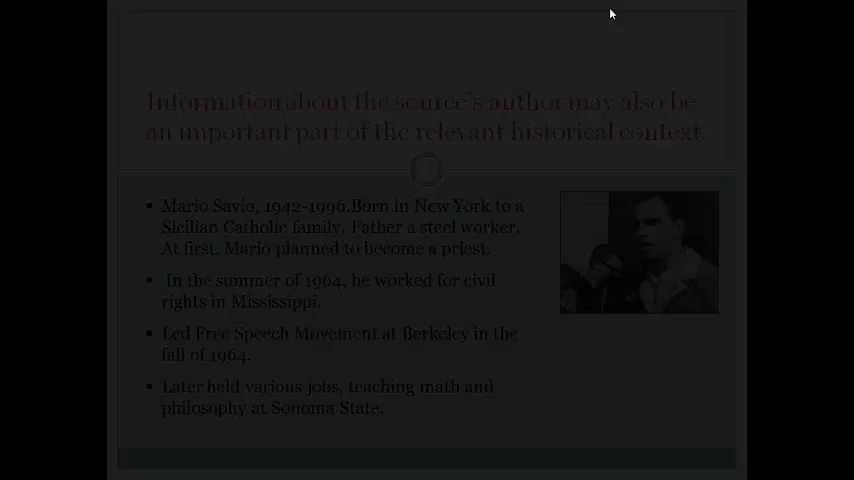 Information about the source's author may also be
an important part of the relevant historical context.
▪ Mario Savio, 1942-1996.Born in New York to a
Sicilian Catholic family. Father a steel worker.
At first, Mario planned to become a priest.
▪ In the summer of 1964, he worked for civil
rights in Mississippi.
▪ Led Free Speech Movement at Berkeley in the
fall of 1964.
▪ Later held various jobs, teaching math and
philosophy at Sonoma State.